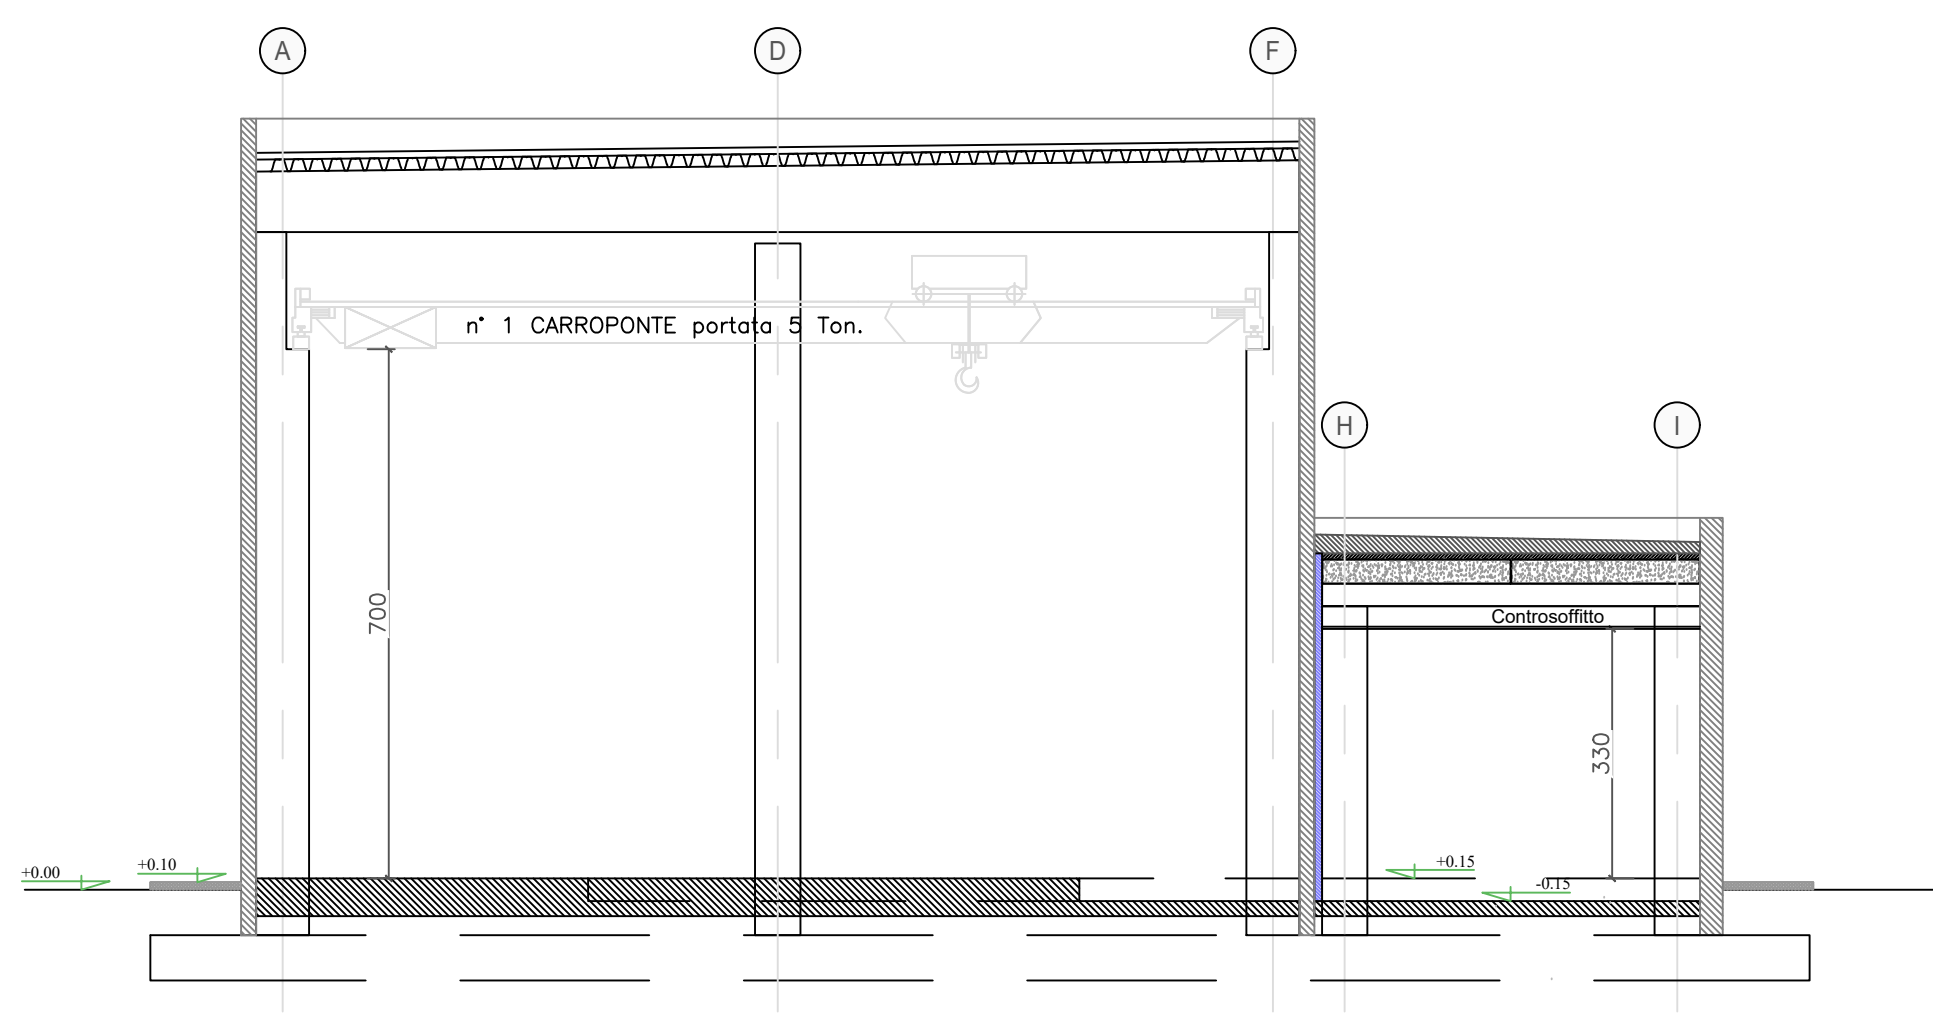 A
D
F
n° 1 CARROPONTE portata 5 Ton.
H
I
700
Controsoffitto
330
+0.00
+0.10
+0.15
-0.15